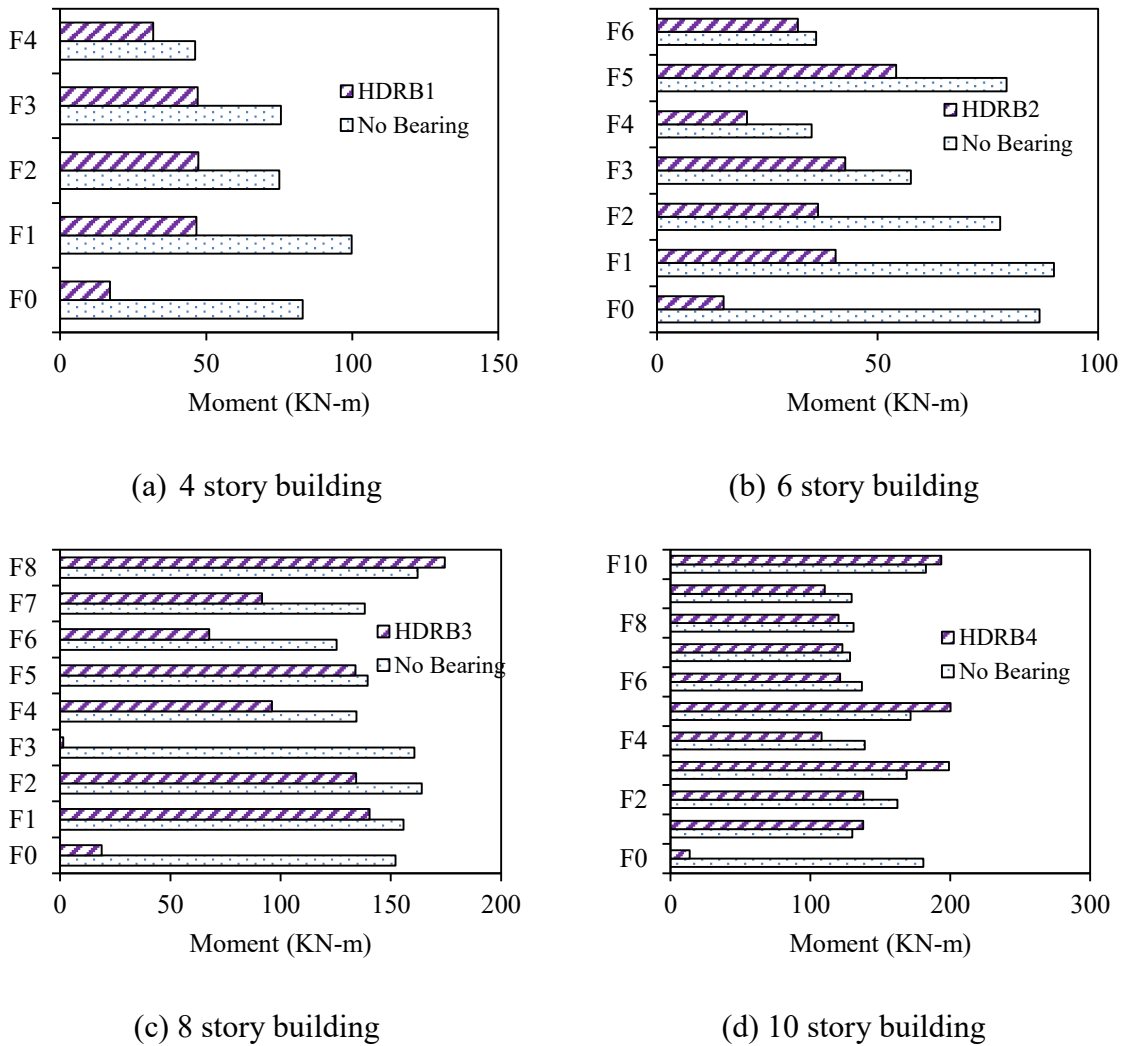 F4
F3
F2
F1
F0
HDRB1
No Bearing
0 50 100 150
Moment (KN-m)
(a) 4 story building
F6
F5
F4
F3
F2
F1
F0
HDRB2
No Bearing
0 50 100
Moment (KN-m)
(b) 6 story building
F8
F7
F6
F5
F4
F3
F2
F1
F0
HDRB3
No Bearing
0 50 100 150 200
Moment (KN-m)
(c) 8 story building
F10
F8
F6
F4
F2
F0
HDRB4
No Bearing
0 100 200 300
Moment (KN-m)
(d) 10 story building